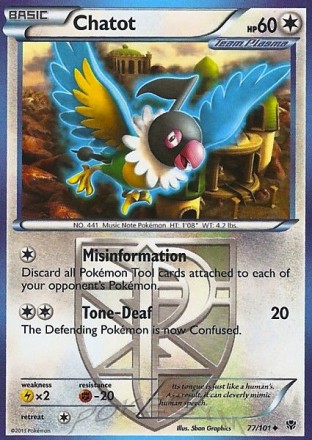 BASIC
Chatot
HP60
Team Plasma
NO. 441 Music Note Pokémon HT: 1'08" WT: 4.2 lbs.
Misinformation
Discard all Pokémon Tool cards attached to each of
your opponent's Pokémon.
Tone-Deaf 20
The Defending Pokémon is now Confused.
weakness
×2
resistance
-20
retreat
Its tongue is just like a human's.
As a result, it can cleverly mimic
human speech.
Illus. 5ban Graphics
77/101
©2013 Pokémon